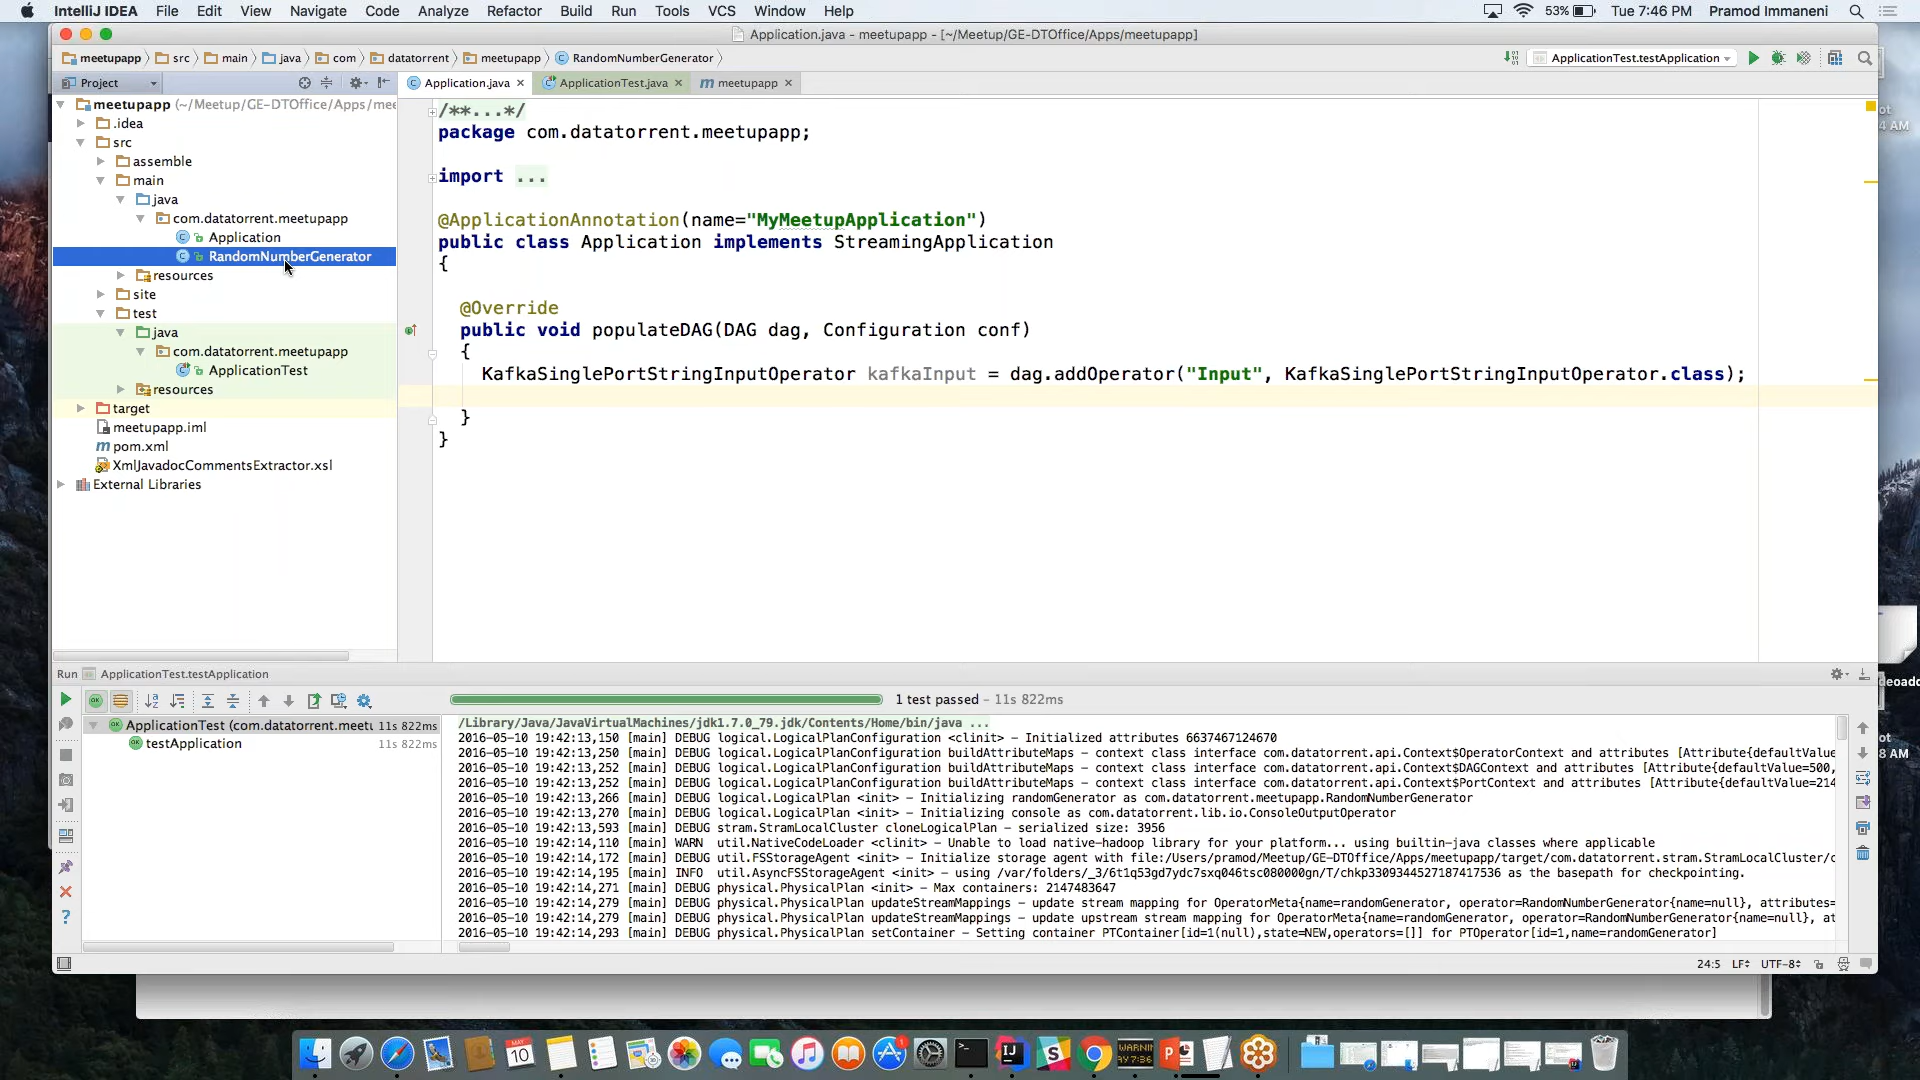 IntelliJ IDEA File Edit View Navigate Code Analyze Refactor Build Run Tools VCS Window Help 53% Tue 7:46 PM Pramod Immaneni
Application.java - meetupapp - [~/Meetup/GE-DTOffice/Apps/meetupapp]
meetupapp src main java com datatorrent meetupapp RandomNumberGenerator ApplicationTest.testApplication
Project Application.java ApplicationTest.java m meetupapp
meetupapp (~/Meetup/GE-DTOffice/Apps/mee
.idea
src
assemble
main
java
com.datatorrent.meetupapp
Application
RandomNumberGenerator
resources
site
test
java
com.datatorrent.meetupapp
ApplicationTest
resources
target
meetupapp.iml
m pom.xml
XmlJavadocCommentsExtractor.xsl
External Libraries
/**...*/
package com.datatorrent.meetupapp;
import ...
@ApplicationAnnotation(name="MyMeetupApplication")
public class Application implements StreamingApplication
{
@Override
public void populateDAG(DAG dag, Configuration conf)
{
KafkaSinglePortStringInputOperator kafkaInput = dag.addOperator("Input", KafkaSinglePortStringInputOperator.class);
}
}
ot
4 AM
deoado
ot
8 AM
Run ApplicationTest.testApplication
1 test passed – 11s 822ms
ApplicationTest (com.datatorrent.meetu 11s 822ms
testApplication 11s 822ms
/Library/Java/JavaVirtualMachines/jdk1.7.0_79.jdk/Contents/Home/bin/java ...
2016-05-10 19:42:13,150 [main] DEBUG logical.LogicalPlanConfiguration <clinit> – Initialized attributes 6637467124670
2016-05-10 19:42:13,250 [main] DEBUG logical.LogicalPlanConfiguration buildAttributeMaps – context class interface com.datatorrent.api.Context$OperatorContext and attributes [Attribute{defaultValue
2016-05-10 19:42:13,252 [main] DEBUG logical.LogicalPlanConfiguration buildAttributeMaps – context class interface com.datatorrent.api.Context$DAGContext and attributes [Attribute{defaultValue=500,
2016-05-10 19:42:13,252 [main] DEBUG logical.LogicalPlanConfiguration buildAttributeMaps – context class interface com.datatorrent.api.Context$PortContext and attributes [Attribute{defaultValue=214
2016-05-10 19:42:13,266 [main] DEBUG logical.LogicalPlan <init> – Initializing randomGenerator as com.datatorrent.meetupapp.RandomNumberGenerator
2016-05-10 19:42:13,270 [main] DEBUG logical.LogicalPlan <init> – Initializing console as com.datatorrent.lib.io.ConsoleOutputOperator
2016-05-10 19:42:13,593 [main] DEBUG stram.StramLocalCluster cloneLogicalPlan – serialized size: 3956
2016-05-10 19:42:14,110 [main] WARN util.NativeCodeLoader <clinit> – Unable to load native-hadoop library for your platform... using builtin-java classes where applicable
2016-05-10 19:42:14,172 [main] DEBUG util.FSStorageAgent <init> – Initialize storage agent with file:/Users/pramod/Meetup/GE-DTOffice/Apps/meetupapp/target/com.datatorrent.stram.StramLocalCluster/c
2016-05-10 19:42:14,195 [main] INFO util.AsyncFSStorageAgent <init> – using /var/folders/_3/6t1q53gd7ydc7sxq046tsc080000gn/T/chkp3309344527187417536 as the basepath for checkpointing.
2016-05-10 19:42:14,271 [main] DEBUG physical.PhysicalPlan <init> – Max containers: 2147483647
2016-05-10 19:42:14,279 [main] DEBUG physical.PhysicalPlan updateStreamMappings – update stream mapping for OperatorMeta{name=randomGenerator, operator=RandomNumberGenerator{name=null}, attributes=
2016-05-10 19:42:14,279 [main] DEBUG physical.PhysicalPlan updateStreamMappings – update upstream stream mapping for OperatorMeta{name=randomGenerator, operator=RandomNumberGenerator{name=null}, at
2016-05-10 19:42:14,293 [main] DEBUG physical.PhysicalPlan setContainer – Setting container PTContainer[id=1(null),state=NEW,operators=[]] for PTOperator[id=1,name=randomGenerator]
24:5 LF UTF-8
MAY
10
IJ
WARNIN
AY 7:36
P